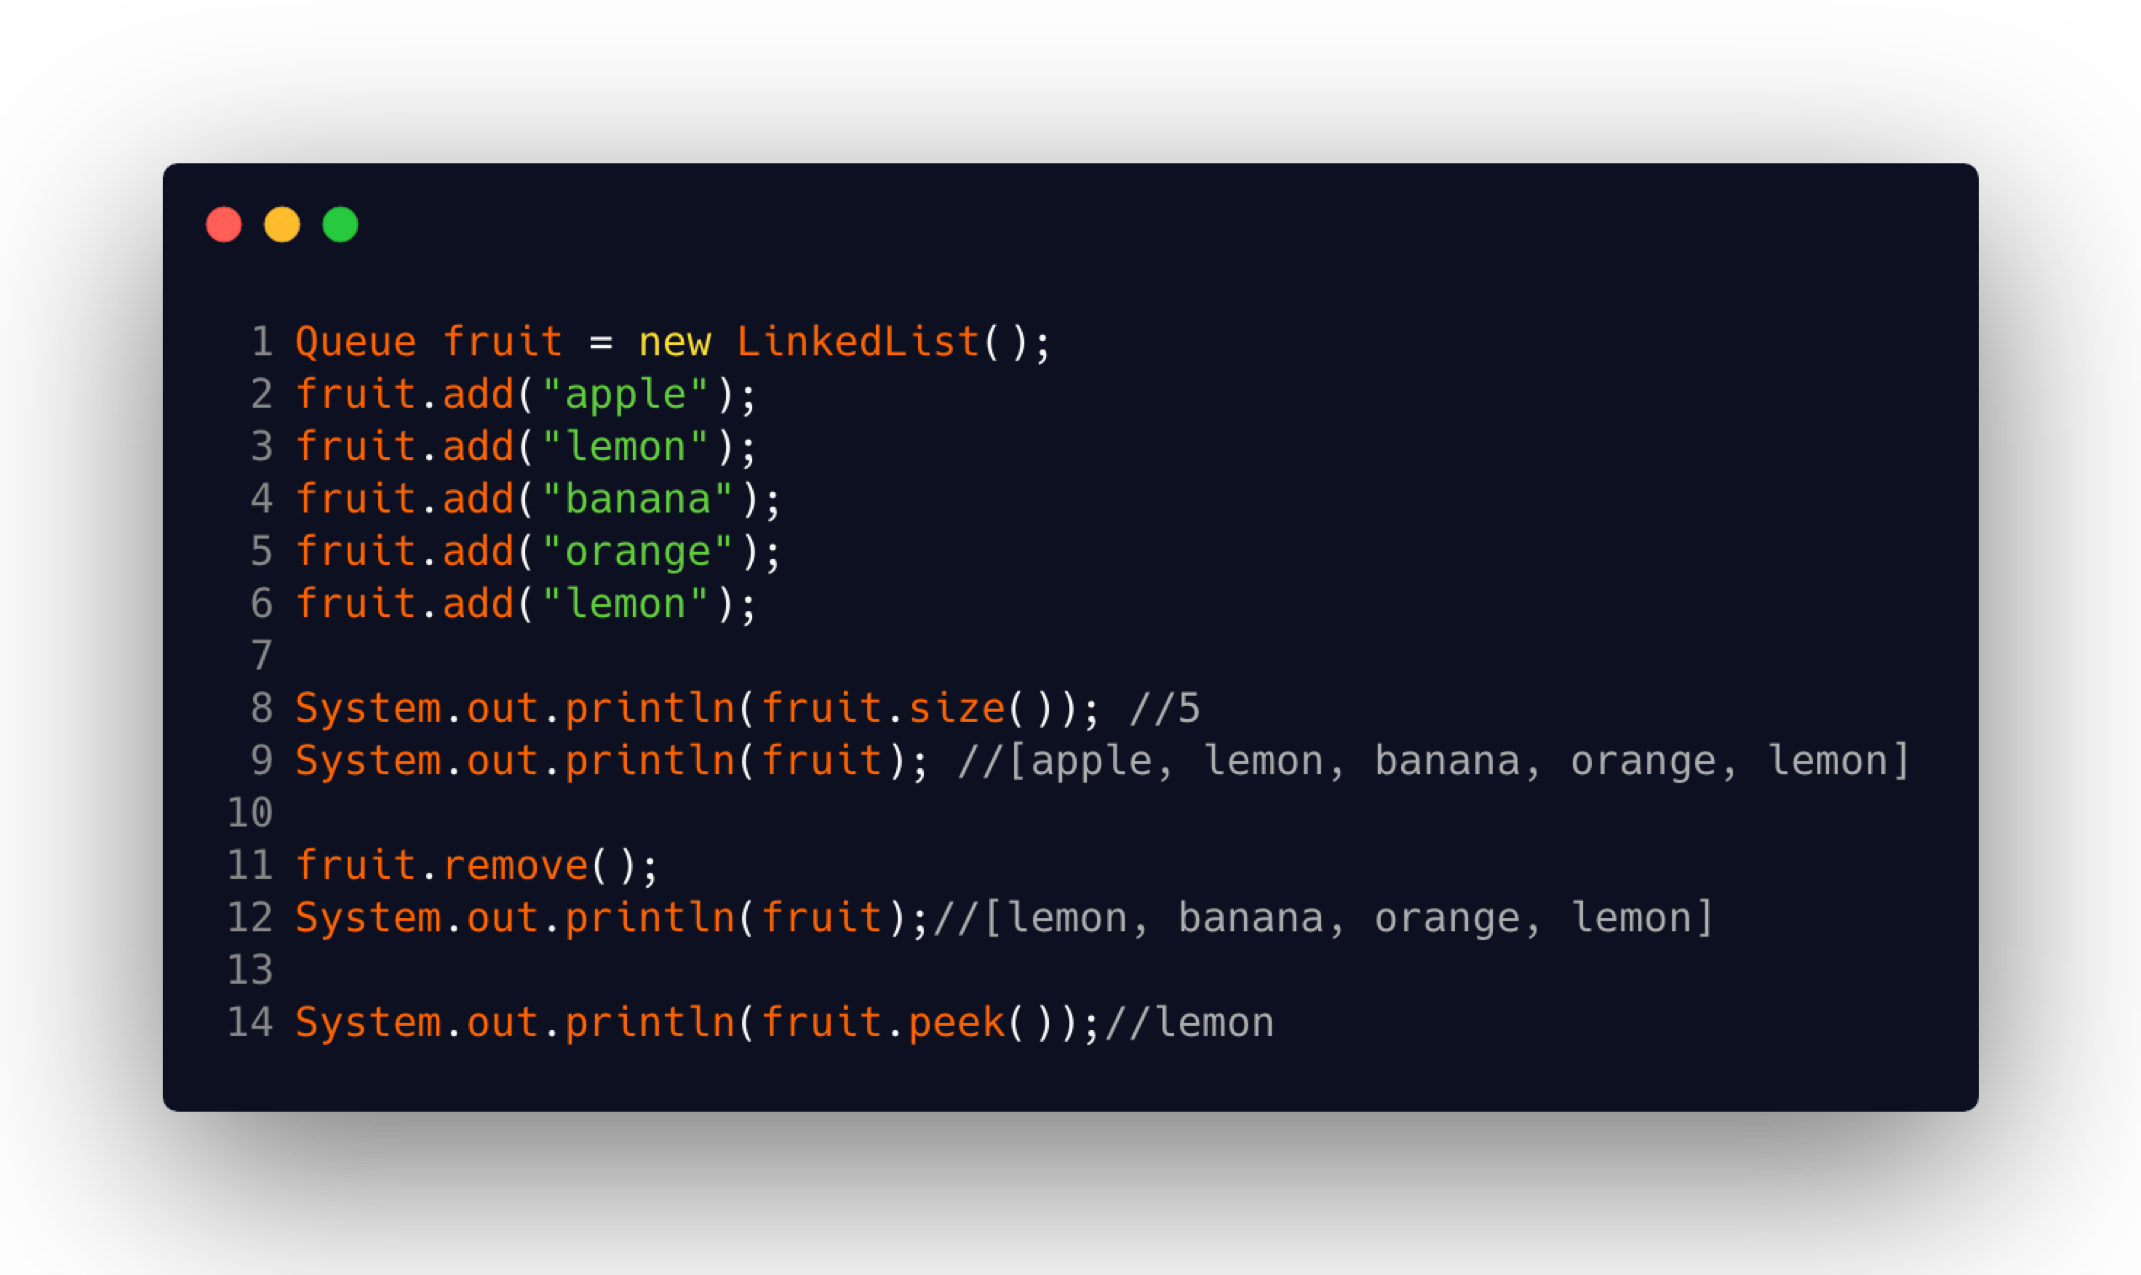 1 Queue fruit = new LinkedList();
2 fruit.add("apple");
3 fruit.add("lemon");
4 fruit.add("banana");
5 fruit.add("orange");
6 fruit.add("lemon");
7
8 System.out.println(fruit.size()); //5
9 System.out.println(fruit); //[apple, lemon, banana, orange, lemon]
10
11 fruit.remove();
12 System.out.println(fruit);//[lemon, banana, orange, lemon]
13
14 System.out.println(fruit.peek());//lemon